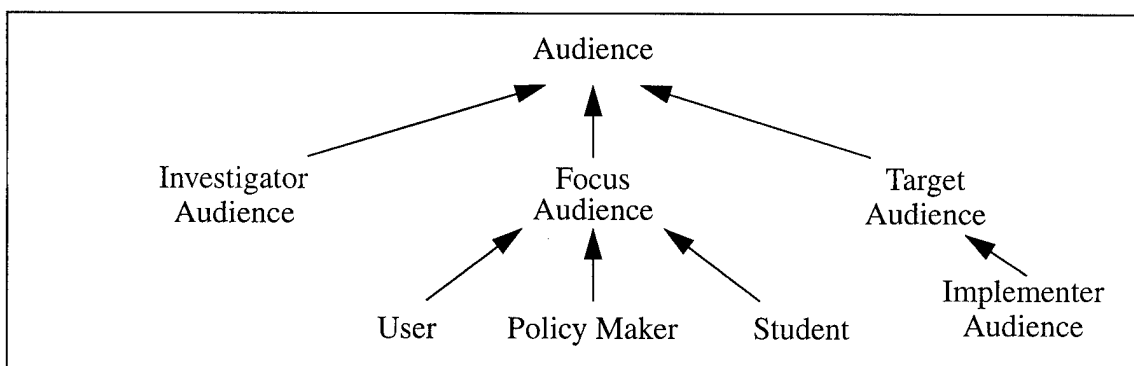 Audience
Investigator
Audience
Focus
Audience
Target
Audience
User
Policy Maker
Student
Implementer
Audience